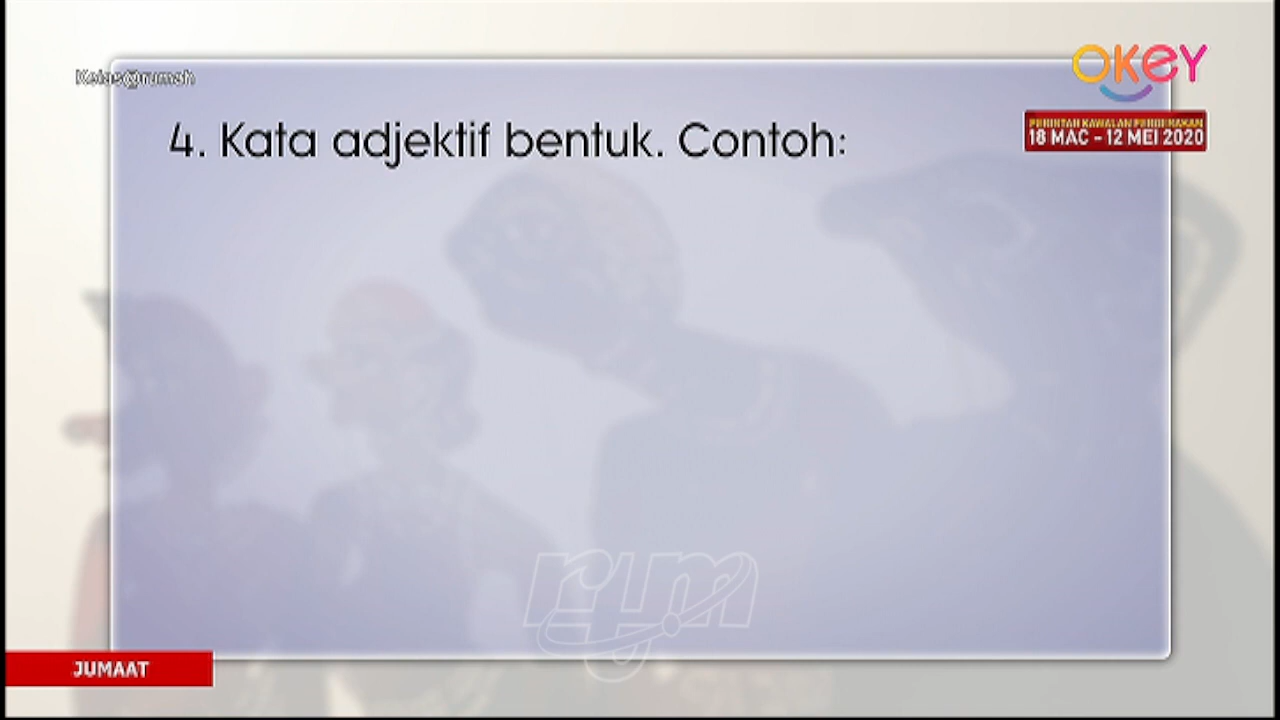 Kelas@rumah
OKEY
4. Kata adjektif bentuk. Contoh:
PERINTAH KAWALAN PERGERAKAN
18 MAC - 12 MEI 2020
rtm
JUMAAT